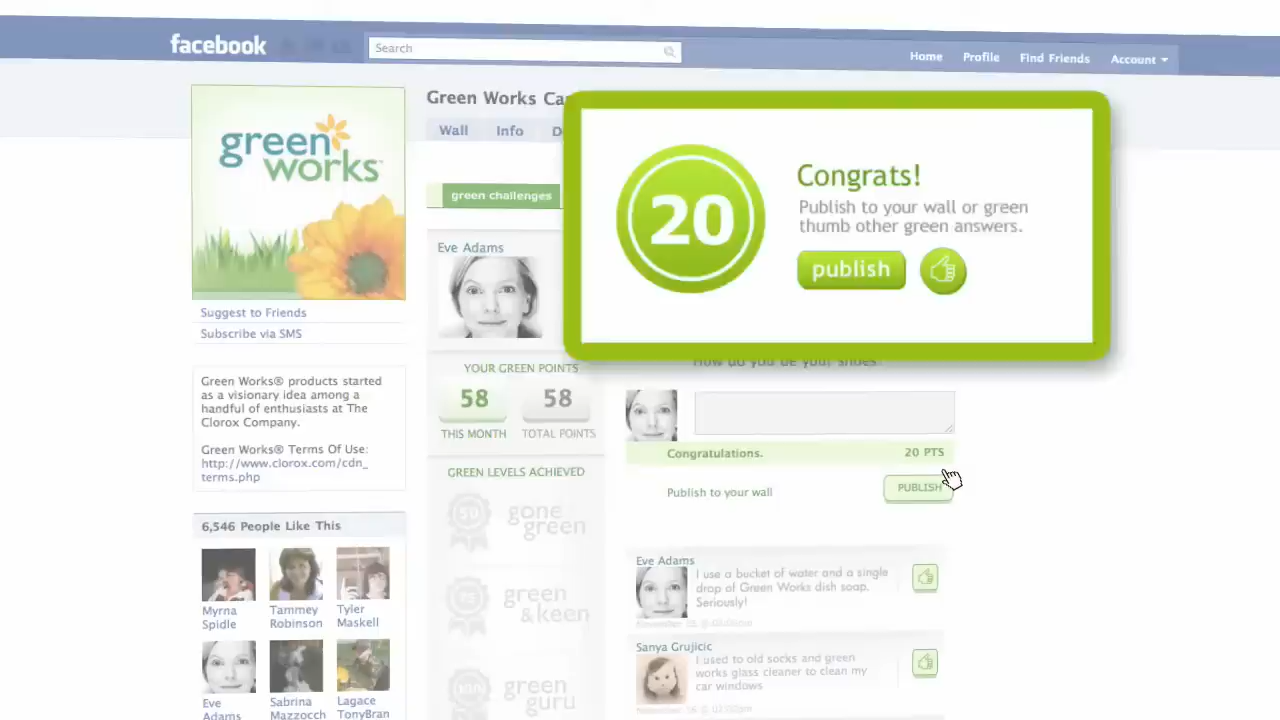 facebook
Search
Home
Profile
Find Friends
Account
green works
Green Works Ca
Wall
Info
D
green challenges
20
Congrats!
Publish to your wall or green
thumb other green answers.
publish
Suggest to Friends
Subscribe via SMS
Green Works® products started
as a visionary idea among a
handful of enthusiasts at The
Clorox Company.
Green Works® Terms Of Use:
http://www.clorox.com/cdn_
terms.php
6,546 People Like This
Myrna
Spidle
Tammey
Robinson
Tyler
Maskell
Eve
Adams
Sabrina
Mazzocch
Lagace
TonyBran
Eve Adams
YOUR GREEN POINTS
58
58
THIS MONTH
TOTAL POINTS
GREEN LEVELS ACHIEVED
50
gone
green
green
& keen
100
green
guru
your shoes
Congratulations.
20 PTS
Publish to your wall
PUBLISH
Eve Adams
I use a bucket of water and a single
drop of Green Works dish soap.
Seriously!
Sanya Grujicic
I used to old socks and green
works glass cleaner to clean my
car windows